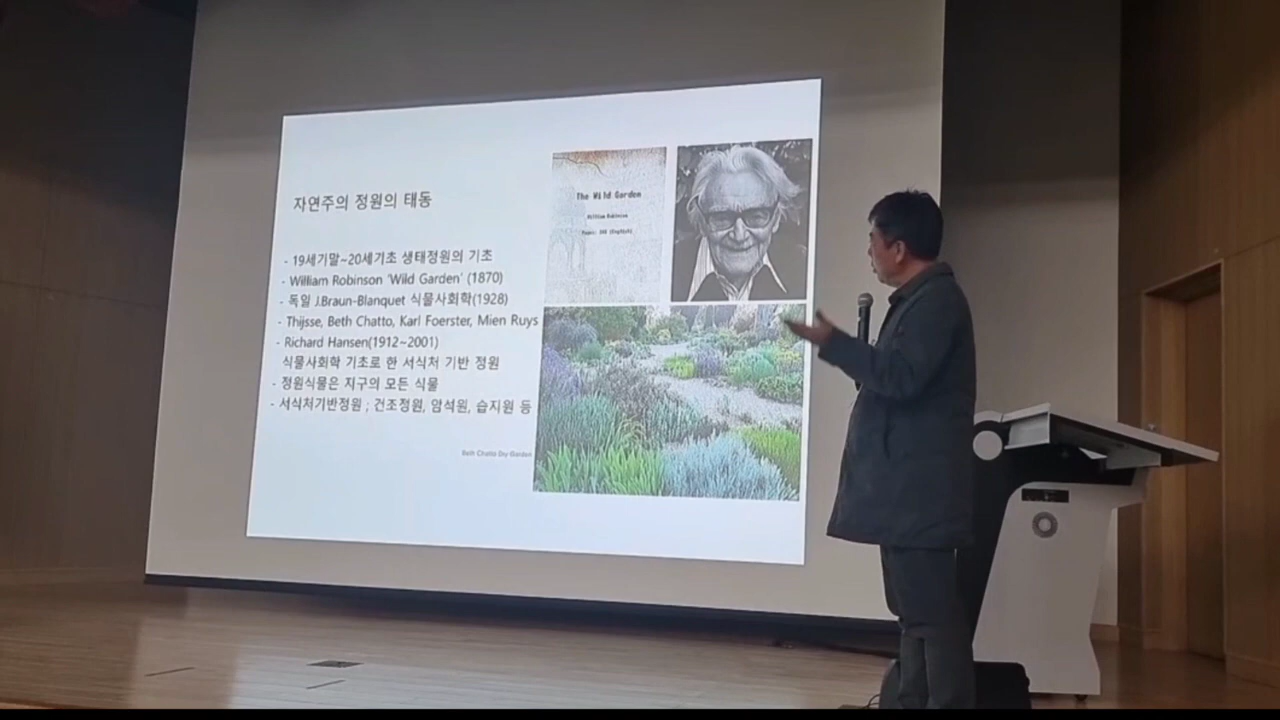 자연주의 정원의 태동
- 19세기말~20세기초 생태정원의 기초
- William Robinson 'Wild Garden' (1870)
- 독일 J.Braun-Blanquet 식물사회학(1928)
- Thijsse, Beth Chatto, Karl Foerster, Mien Ruys
- Richard Hansen(1912~2001)
식물사회학 기초로 한 서식처 기반 정원
- 정원식물은 지구의 모든 식물
- 서식처기반정원 ; 건조정원, 암석원, 습지원 등
Beth Chatto Dry Garden
The Wild Garden
William Robinson